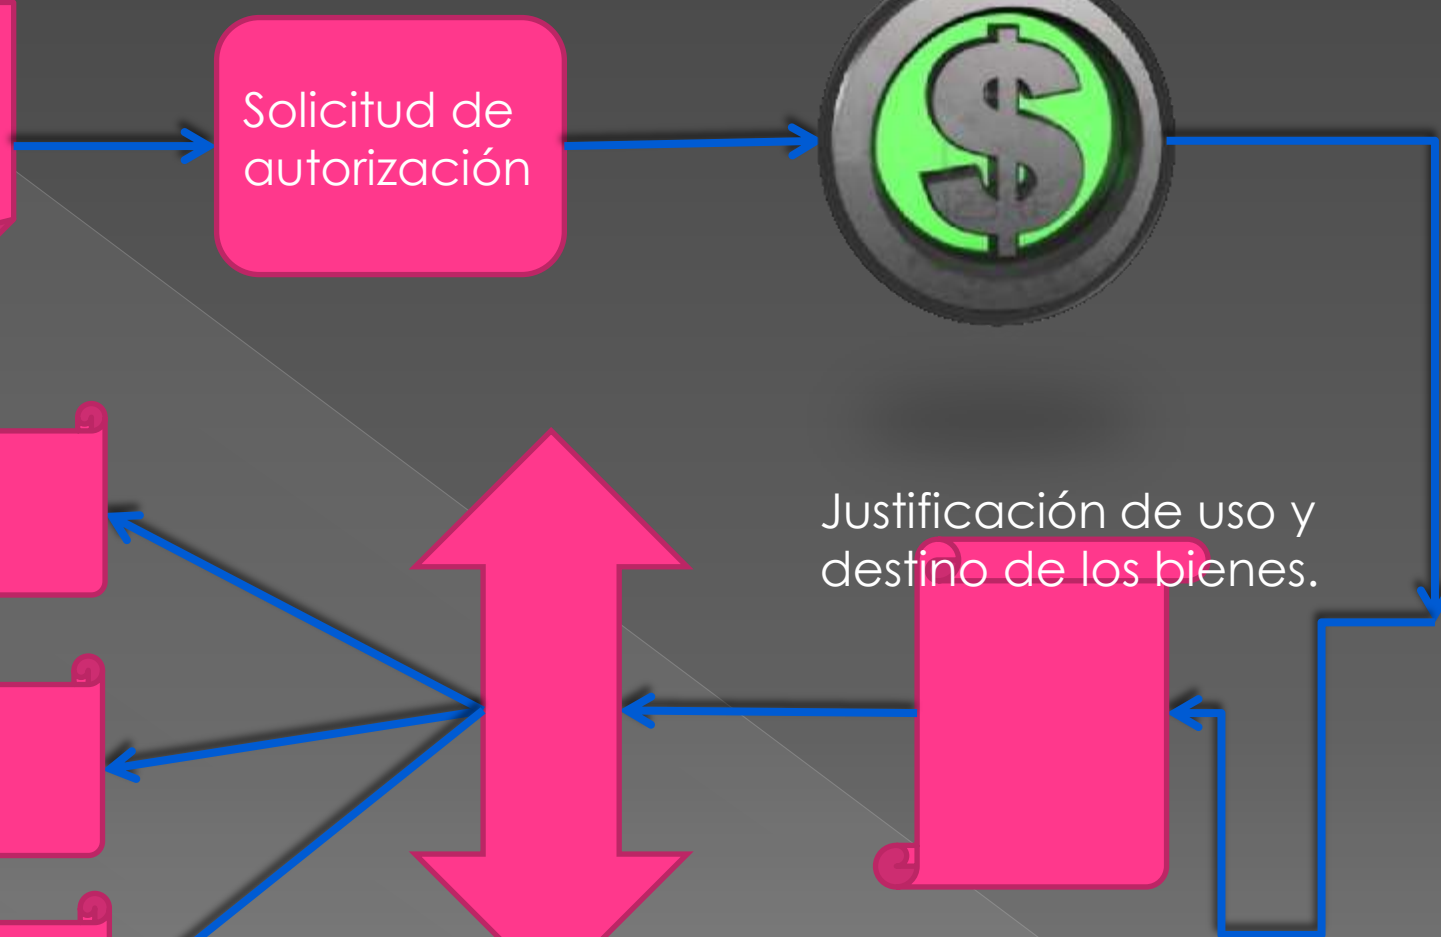 Solicitud de
autorización
Justificación de uso y
destino de los bienes.